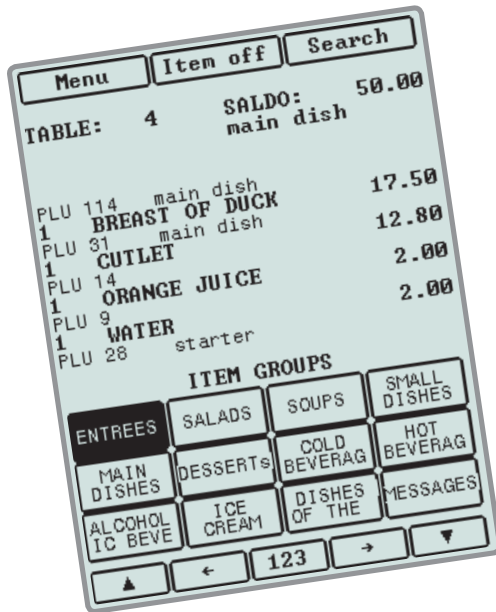 Menu Item off Search
TABLE: 4 SALDO: 50.00
main dish
PLU 114 main dish
1 BREAST OF DUCK 17.50
PLU 31 main dish
1 CUTLET 12.80
PLU 14
1 ORANGE JUICE 2.00
PLU 9
1 WATER 2.00
PLU 28 starter
ITEM GROUPS
ENTREES SALADS SOUPS SMALL DISHES
MAIN DISHES DESSERTs COLD BEVERAG HOT BEVERAG
ALCOHOL IC BEVE ICE CREAM DISHES OF THE MESSAGES
▲ ← 123 → ▼